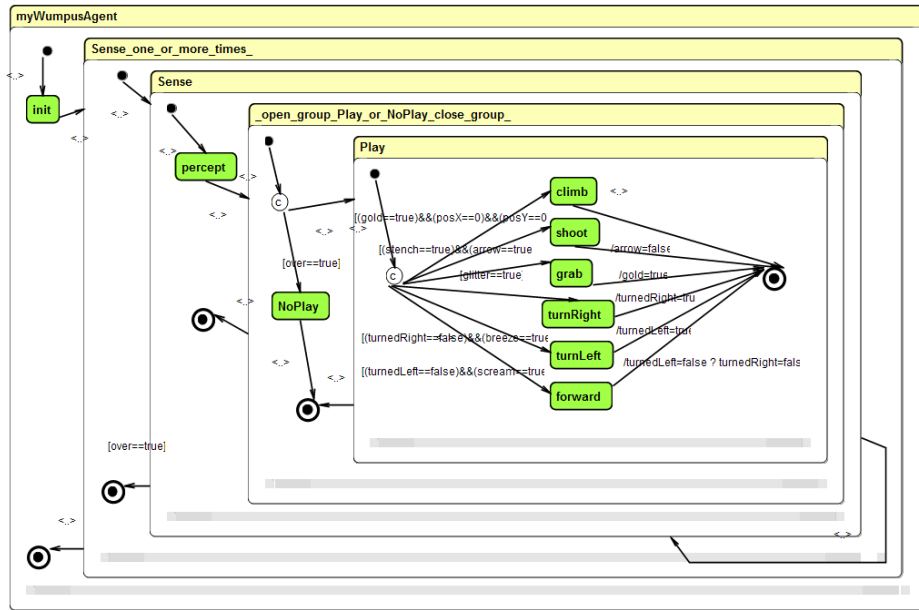 myWumpusAgent
Sense_one_or_more_times_
<..>
Sense
init
<..>
<..>
_open_group_Play_or_NoPlay_close_group_
percept
<..>
<..>
<..>
Play
c
<..>
<..>
climb
<..>
[(gold==true)&&(posX==0)&&(posY==0
shoot
[(stench==true)&&(arrow==true
/arrow=false
[over==true]
c
[glitter==true]
grab
/gold=true
<..>
NoPlay
turnRight
/turnedRight=tru
/turnedLeft=true
[(turnedRight==false)&&(breeze==true
turnLeft
<..>
/turnedLeft=false ? turnedRight=fals
<..>
[(turnedLeft==false)&&(scream==true
forward
[over==true]
<..>
<..>